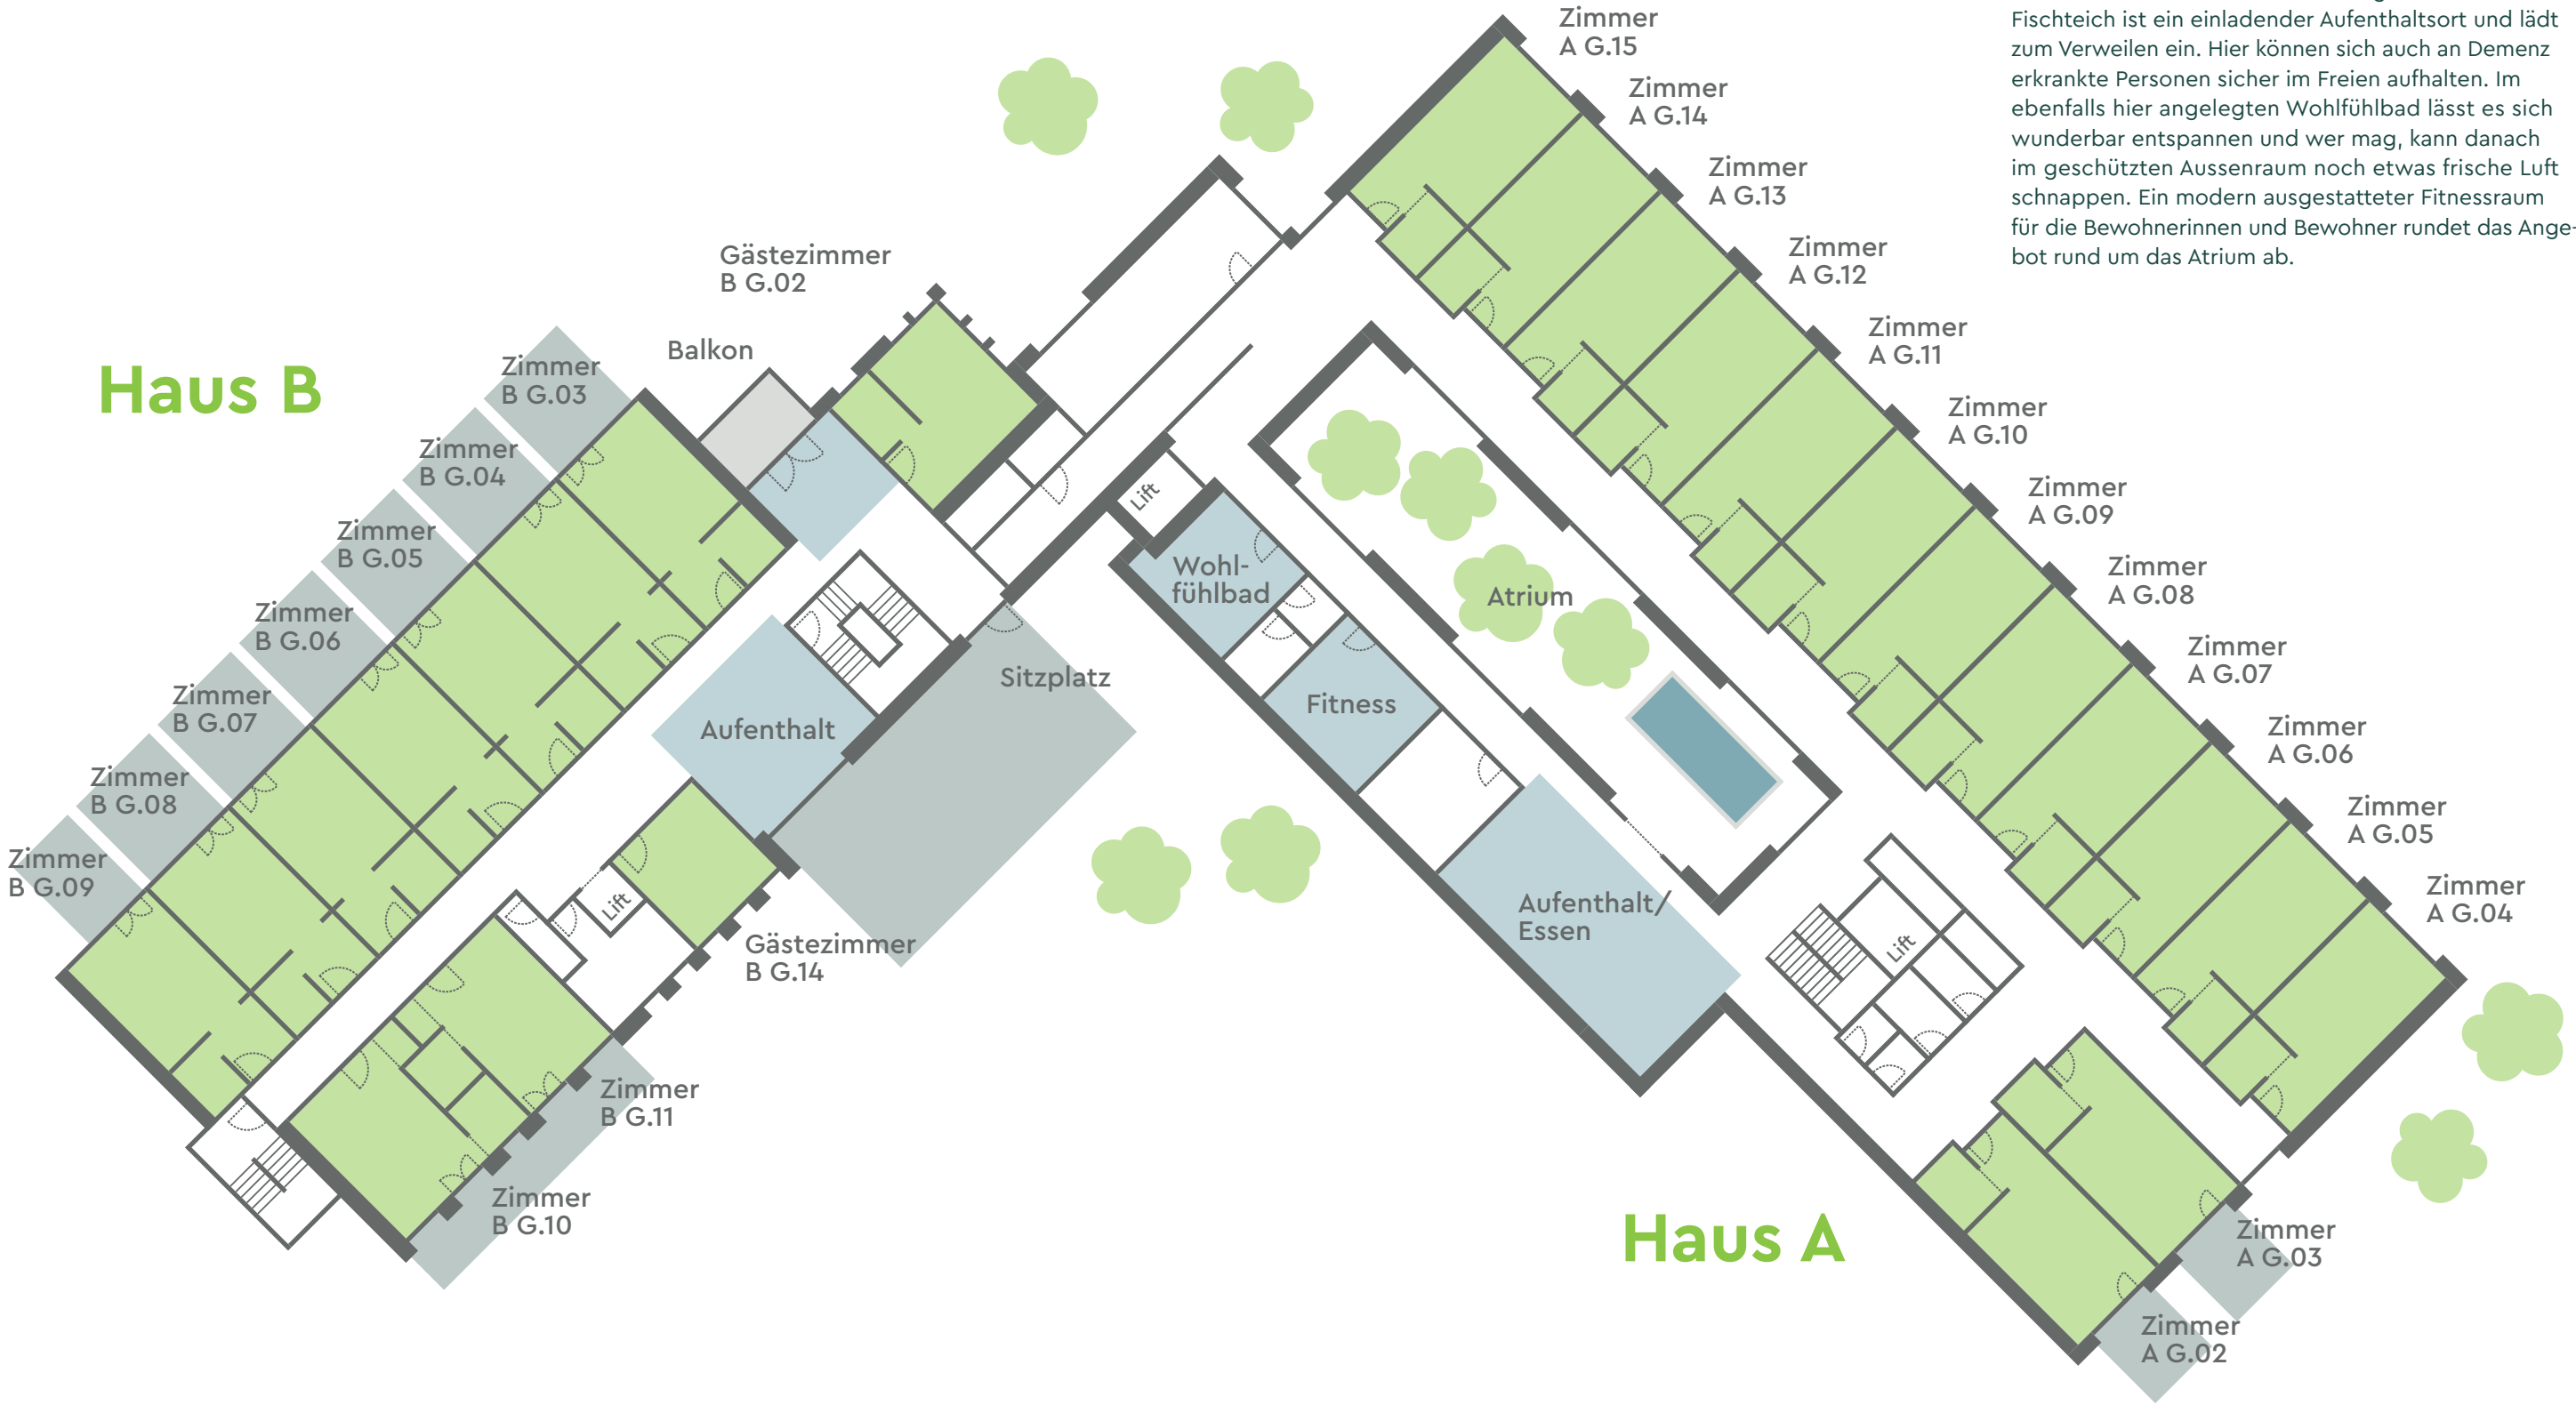 Fischteich ist ein einladender Aufenthaltsort und lädt
zum Verweilen ein. Hier können sich auch an Demenz
erkrankte Personen sicher im Freien aufhalten. Im
ebenfalls hier angelegten Wohlfühlbad lässt es sich
wunderbar entspannen und wer mag, kann danach
im geschützten Aussenraum noch etwas frische Luft
schnappen. Ein modern ausgestatteter Fitnessraum
für die Bewohnerinnen und Bewohner rundet das Ange-
bot rund um das Atrium ab.
Haus B
Gästezimmer
B G.02
Balkon
Zimmer
B G.03
Zimmer
B G.04
Zimmer
B G.05
Zimmer
B G.06
Zimmer
B G.07
Zimmer
B G.08
Zimmer
B G.09
Aufenthalt
Sitzplatz
Lift
Gästezimmer
B G.14
Zimmer
B G.11
Zimmer
B G.10
Lift
Wohl-
fühlbad
Fitness
Atrium
Aufenthalt/
Essen
Lift
Haus A
Zimmer
A G.15
Zimmer
A G.14
Zimmer
A G.13
Zimmer
A G.12
Zimmer
A G.11
Zimmer
A G.10
Zimmer
A G.09
Zimmer
A G.08
Zimmer
A G.07
Zimmer
A G.06
Zimmer
A G.05
Zimmer
A G.04
Zimmer
A G.03
Zimmer
A G.02